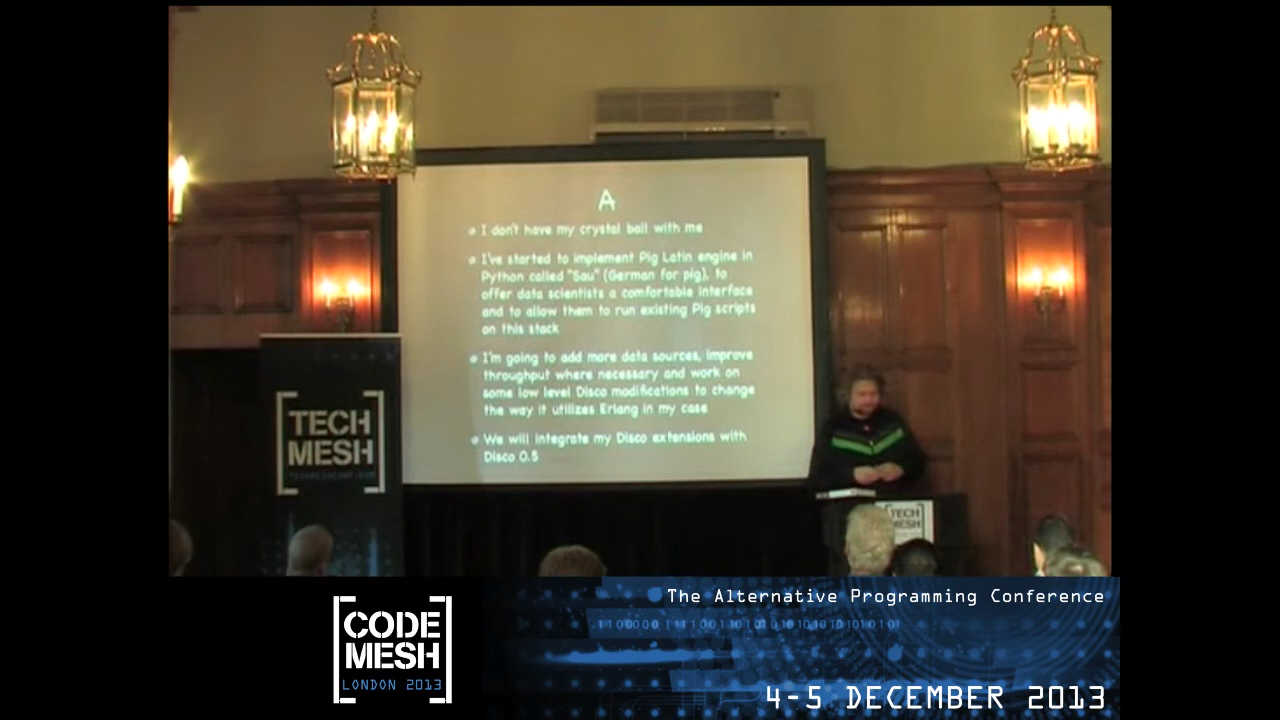 A
I don't have my crystal ball with me
I've started to implement Pig Latin engine in
Python called "Sau" (German for pig), to
offer data scientists a comfortable interface
and to allow them to run existing Pig scripts
on this stack
I'm going to add more data sources, improve
throughput where necessary and work on
some low level Disco modifications to change
the way it utilizes Erlang in my case
We will integrate my Disco extensions with
Disco 0.5
TECH
MESH
TECH
MESH
The Alternative Programming Conference
CODE
MESH
LONDON 2013
4-5 DECEMBER 2013